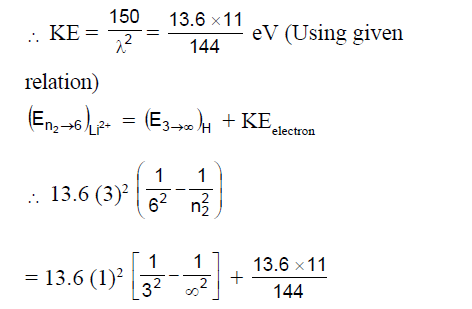 ∴ KE = 150/λ² = 13.6 ×11/144 eV (Using given
relation)
(E_{n₂→6})_{Li²⁺} = (E_{3→∞})_H + KE_{electron}
∴ 13.6 (3)² (1/6² − 1/n₂²)
= 13.6 (1)² [1/3² − 1/∞²] + 13.6 ×11/144